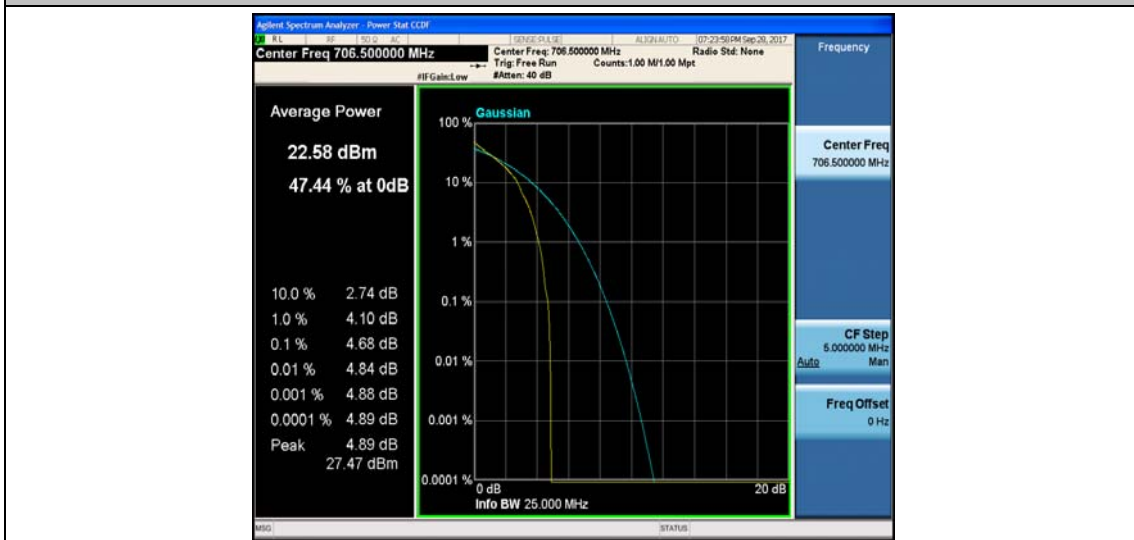 Agilent Spectrum Analyzer - Power Stat CCDF
RL RF 50 Ω AC SENSE:PULSE ALIGN AUTO 07:23:50 PM Sep 20, 2017
Center Freq 706.500000 MHz
Center Freq: 706.500000 MHz Radio Std: None
Trig: Free Run Counts:1.00 M/1.00 Mpt
#IFGain:Low #Atten: 40 dB
Frequency
Average Power
22.58 dBm
47.44 % at 0dB
10.0 % 2.74 dB
1.0 % 4.10 dB
0.1 % 4.68 dB
0.01 % 4.84 dB
0.001 % 4.88 dB
0.0001 % 4.89 dB
Peak 4.89 dB
27.47 dBm
Gaussian
100 %
10 %
1 %
0.1 %
0.01 %
0.001 %
0.0001 %
0 dB 20 dB
Info BW 25.000 MHz
Center Freq
706.500000 MHz
CF Step
5.000000 MHz
Auto Man
Freq Offset
0 Hz
MSG STATUS